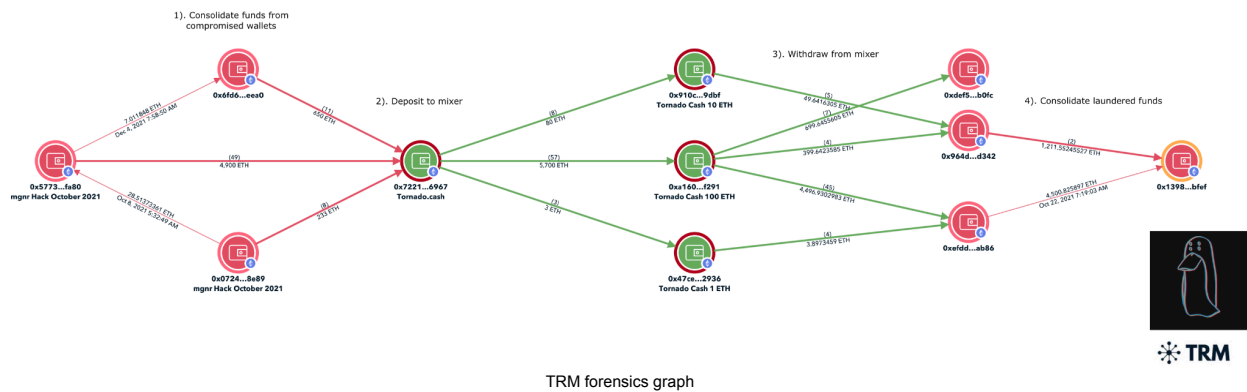 1). Consolidate funds from
compromised wallets
0x6fd6...eea0
7.011848 ETH
Dec 4, 2021 7:58:50 AM
(11)
650 ETH
2). Deposit to mixer
0x5773...fa80
mgnr Hack October 2021
(49)
4,900 ETH
0x7221...6967
Tornado.cash
28.51373361 ETH
Oct 8, 2021 5:32:49 AM
(8)
233 ETH
0x0724...8e89
mgnr Hack October 2021
(8)
80 ETH
0x910c...9dbf
Tornado Cash 10 ETH
(57)
5,700 ETH
0xa160...f291
Tornado Cash 100 ETH
(3)
3 ETH
0x47ce...2936
Tornado Cash 1 ETH
3). Withdraw from mixer
(5)
49.6416305 ETH
(7)
699.6455605 ETH
(4)
399.6423585 ETH
(45)
4,496.9302983 ETH
(4)
3.8973459 ETH
0xdef5...b0fc
0x964d...d342
0xefdd...ab86
4). Consolidate laundered funds
(2)
1,211.55245527 ETH
4,500.825897 ETH
Oct 22, 2021 7:19:03 AM
0x1398...bfef
TRM
TRM forensics graph